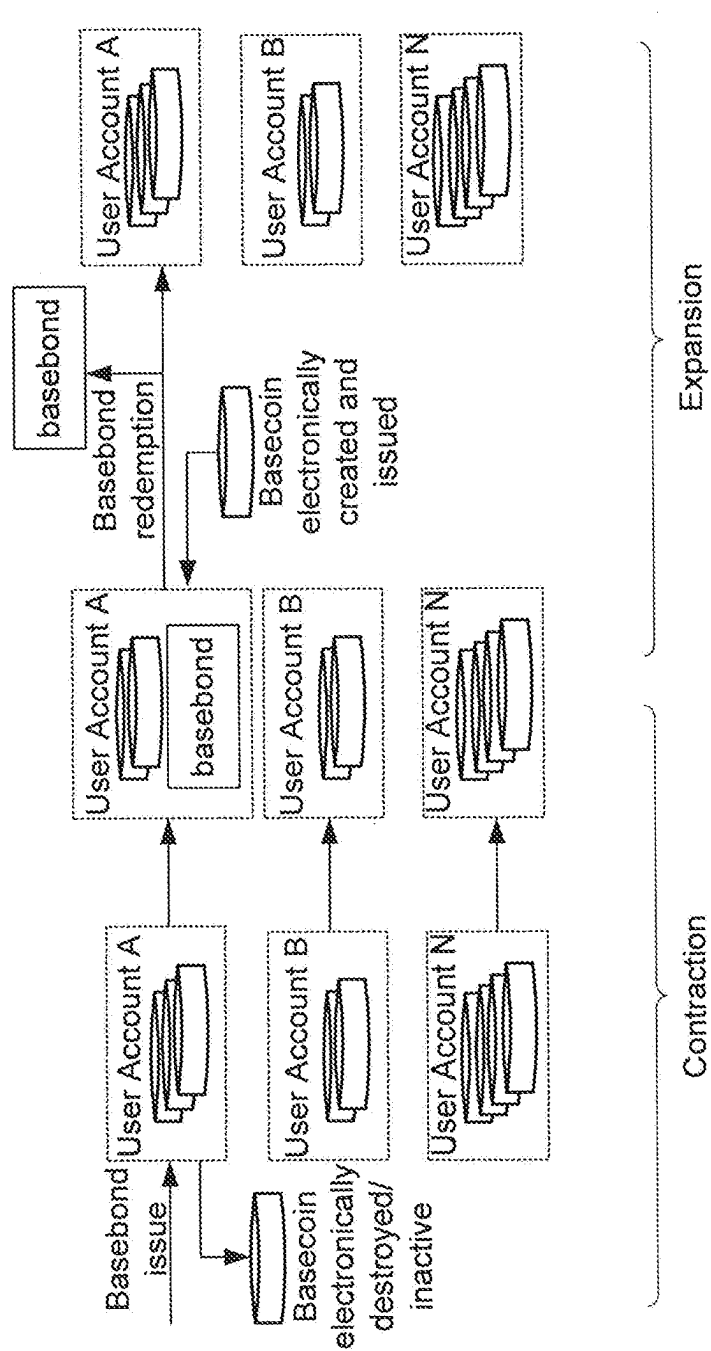 Basebond
issue
Basecoin
electronically
destroyed/
inactive
User Account A
User Account B
User Account N
Contraction
User Account A
basebond
User Account B
User Account N
basebond
Basebond
redemption
Basecoin
electronically
created and
issued
User Account A
User Account B
User Account N
Expansion